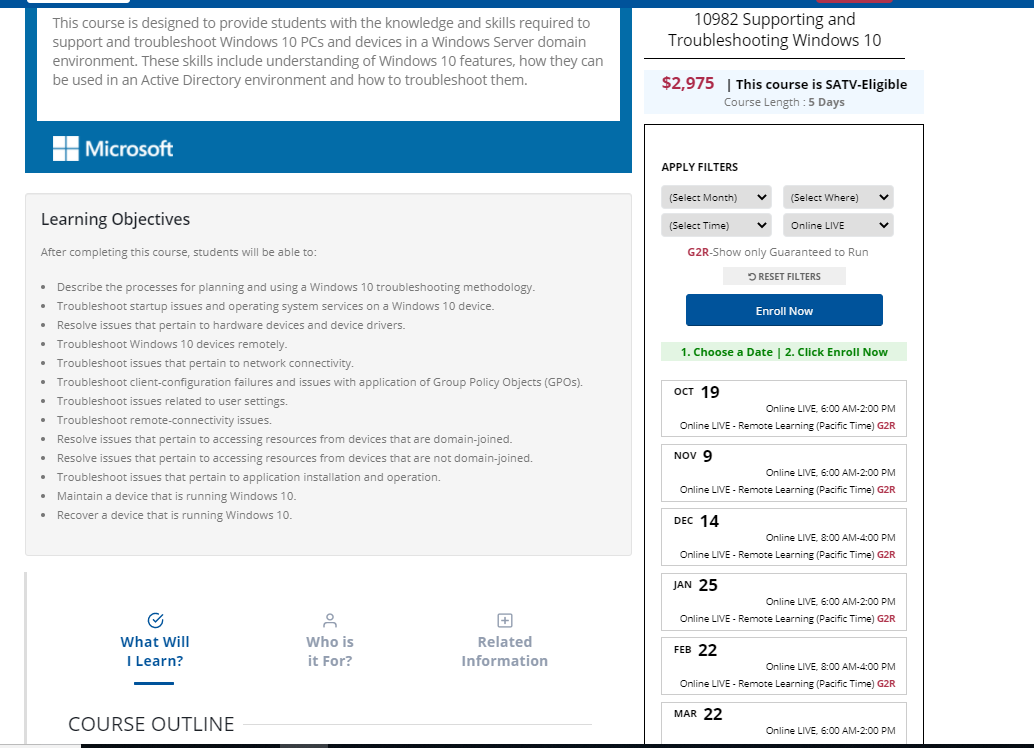 This course is designed to provide students with the knowledge and skills required to
support and troubleshoot Windows 10 PCs and devices in a Windows Server domain
environment. These skills include understanding of Windows 10 features, how they can
be used in an Active Directory environment and how to troubleshoot them.
Microsoft
Learning Objectives
After completing this course, students will be able to:
Describe the processes for planning and using a Windows 10 troubleshooting methodology.
Troubleshoot startup issues and operating system services on a Windows 10 device.
Resolve issues that pertain to hardware devices and device drivers.
Troubleshoot Windows 10 devices remotely.
Troubleshoot issues that pertain to network connectivity.
Troubleshoot client-configuration failures and issues with application of Group Policy Objects (GPOs).
Troubleshoot issues related to user settings.
Troubleshoot remote-connectivity issues.
Resolve issues that pertain to accessing resources from devices that are domain-joined.
Resolve issues that pertain to accessing resources from devices that are not domain-joined.
Troubleshoot issues that pertain to application installation and operation.
Maintain a device that is running Windows 10.
Recover a device that is running Windows 10.
What Will
I Learn?
Who is
it For?
Related
Information
COURSE OUTLINE
10982 Supporting and
Troubleshooting Windows 10
$2,975 | This course is SATV-Eligible
Course Length : 5 Days
APPLY FILTERS
(Select Month) (Select Where)
(Select Time) Online LIVE
G2R-Show only Guaranteed to Run
RESET FILTERS
Enroll Now
1. Choose a Date | 2. Click Enroll Now
OCT 19
Online LIVE, 6:00 AM-2:00 PM
Online LIVE - Remote Learning (Pacific Time) G2R
NOV 9
Online LIVE, 6:00 AM-2:00 PM
Online LIVE - Remote Learning (Pacific Time) G2R
DEC 14
Online LIVE, 8:00 AM-4:00 PM
Online LIVE - Remote Learning (Pacific Time) G2R
JAN 25
Online LIVE, 6:00 AM-2:00 PM
Online LIVE - Remote Learning (Pacific Time) G2R
FEB 22
Online LIVE, 8:00 AM-4:00 PM
Online LIVE - Remote Learning (Pacific Time) G2R
MAR 22
Online LIVE, 6:00 AM-2:00 PM